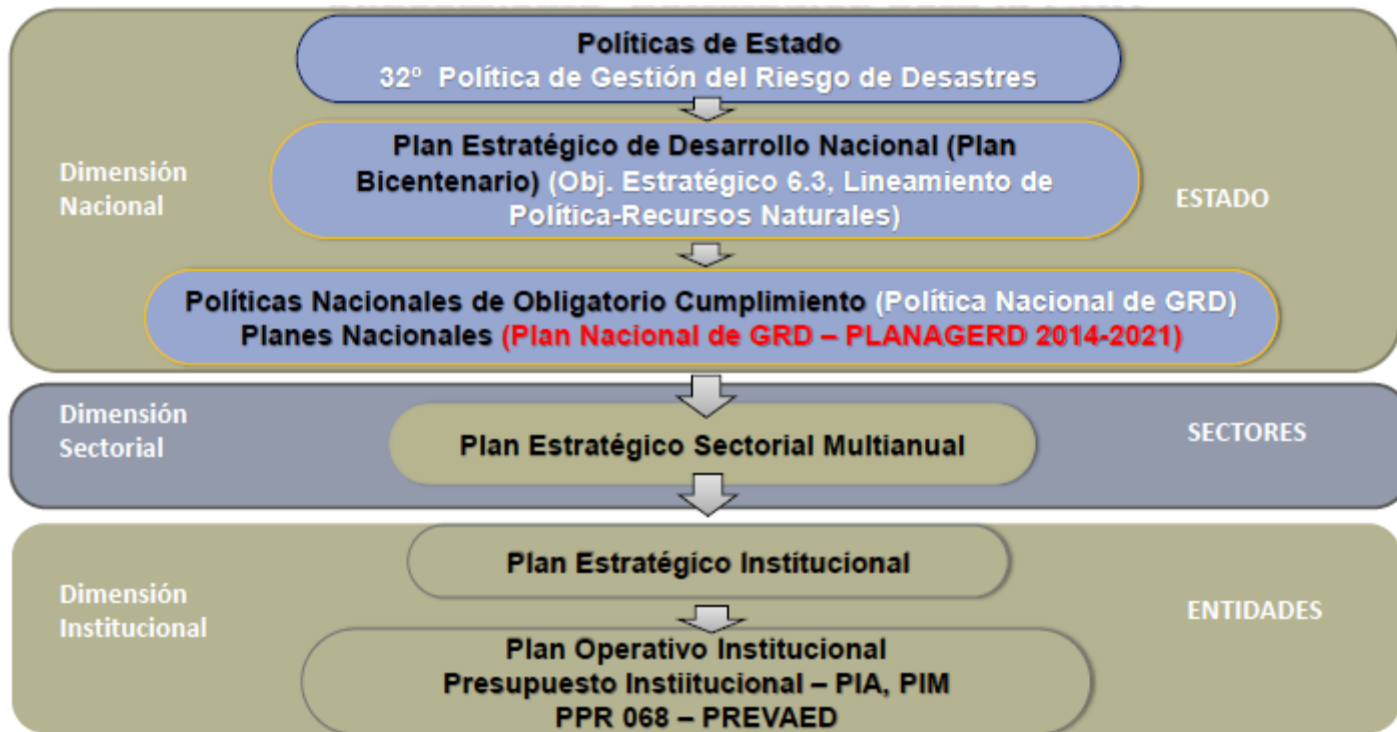 Políticas de Estado
32º Política de Gestión del Riesgo de Desastres
Dimensión
Nacional
Plan Estratégico de Desarrollo Nacional (Plan
Bicentenario) (Obj. Estratégico 6.3, Lineamiento de
Política-Recursos Naturales)
ESTADO
Políticas Nacionales de Obligatorio Cumplimiento (Política Nacional de GRD)
Planes Nacionales (Plan Nacional de GRD – PLANAGERD 2014-2021)
Dimensión
Sectorial
Plan Estratégico Sectorial Multianual
SECTORES
Plan Estratégico Institucional
Dimensión
Institucional
ENTIDADES
Plan Operativo Institucional
Presupuesto Instiitucional – PIA, PIM
PPR 068 – PREVAED